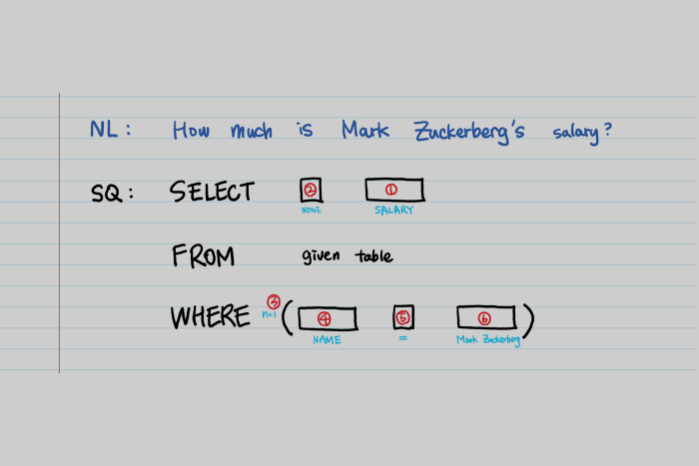 NL: How much is Mark Zuckerberg's salary?
SQ: SELECT ② ①
NONE SALARY
FROM given table
WHERE ③ n=1 ( ④ ⑤ ⑥ )
NAME = Mark Zuckerberg